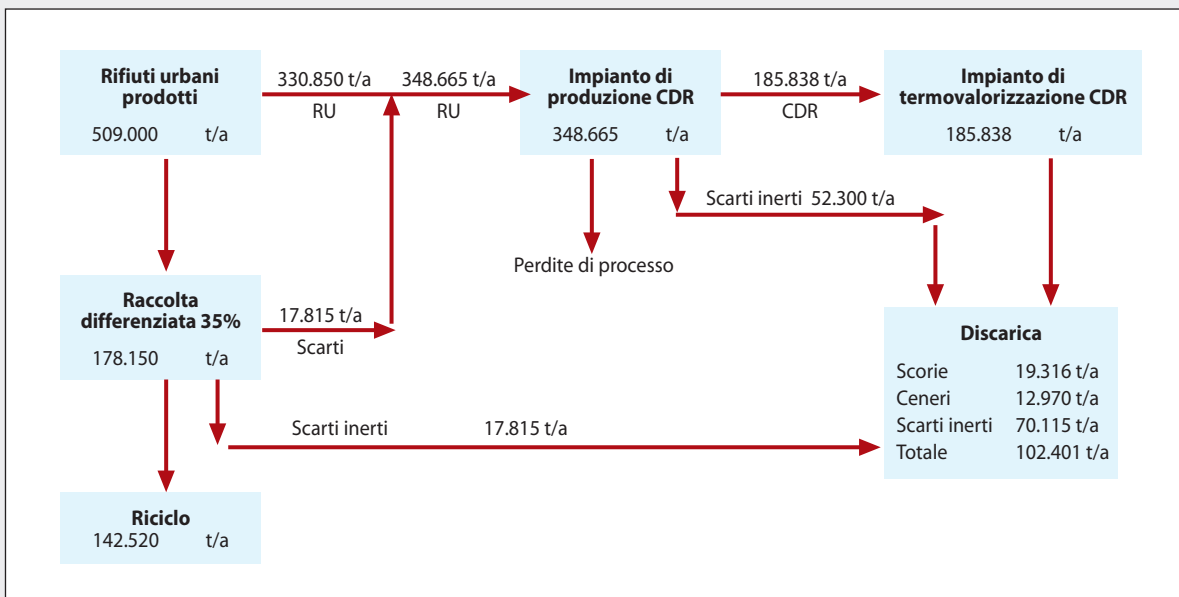 Rifiuti urbani
prodotti
509.000 t/a
330.850 t/a
RU
348.665 t/a
RU
Impianto di
produzione CDR
348.665 t/a
185.838 t/a
CDR
Impianto di
termovalorizzazione CDR
185.838 t/a
Scarti inerti 52.300 t/a
Perdite di processo
Raccolta
differenziata 35%
178.150 t/a
17.815 t/a
Scarti
Scarti inerti 17.815 t/a
Discarica
Scorie 19.316 t/a
Ceneri 12.970 t/a
Scarti inerti 70.115 t/a
Totale 102.401 t/a
Riciclo
142.520 t/a